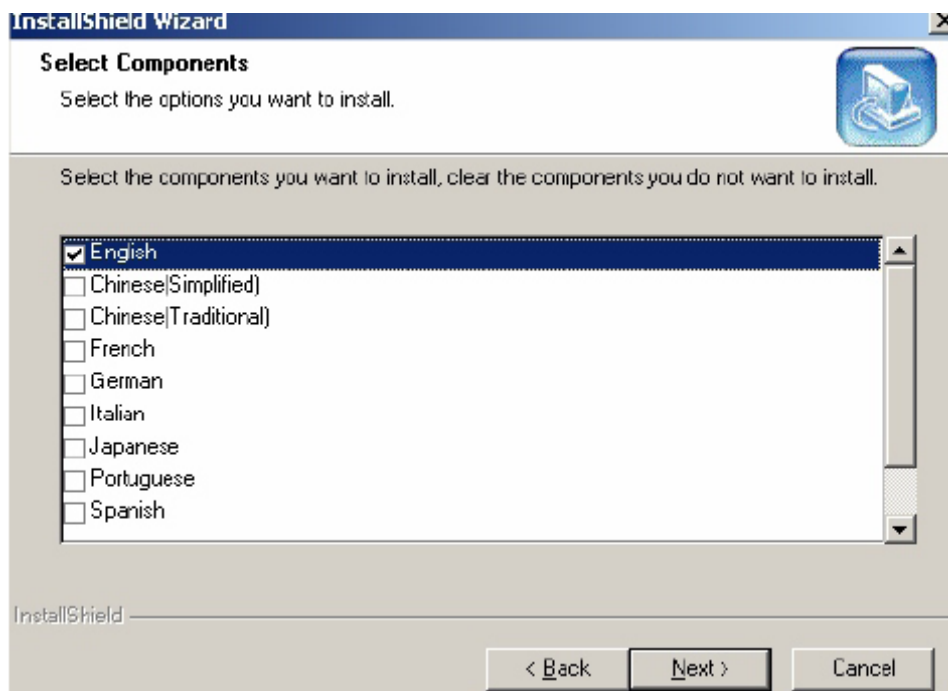 InstallShield Wizard
Select Components
Select the options you want to install.
Select the components you want to install, clear the components you do not want to install.
English
Chinese(Simplified)
Chinese(Traditional)
French
German
Italian
Japanese
Portuguese
Spanish
InstallShield
< Back Next > Cancel